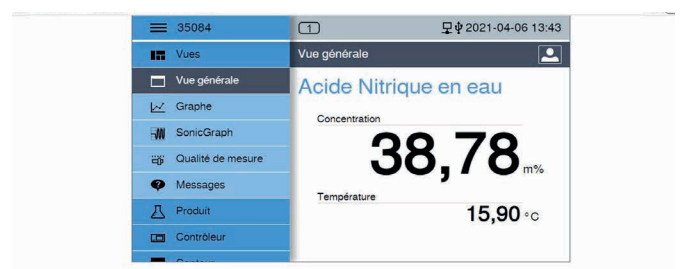 35084
1
2021-04-06 13:43
Vues
Vue générale
Graphe
SonicGraph
Qualité de mesure
Messages
Produit
Contrôleur
Vue générale
Acide Nitrique en eau
Concentration
38,78 m%
Température
15,90 °C